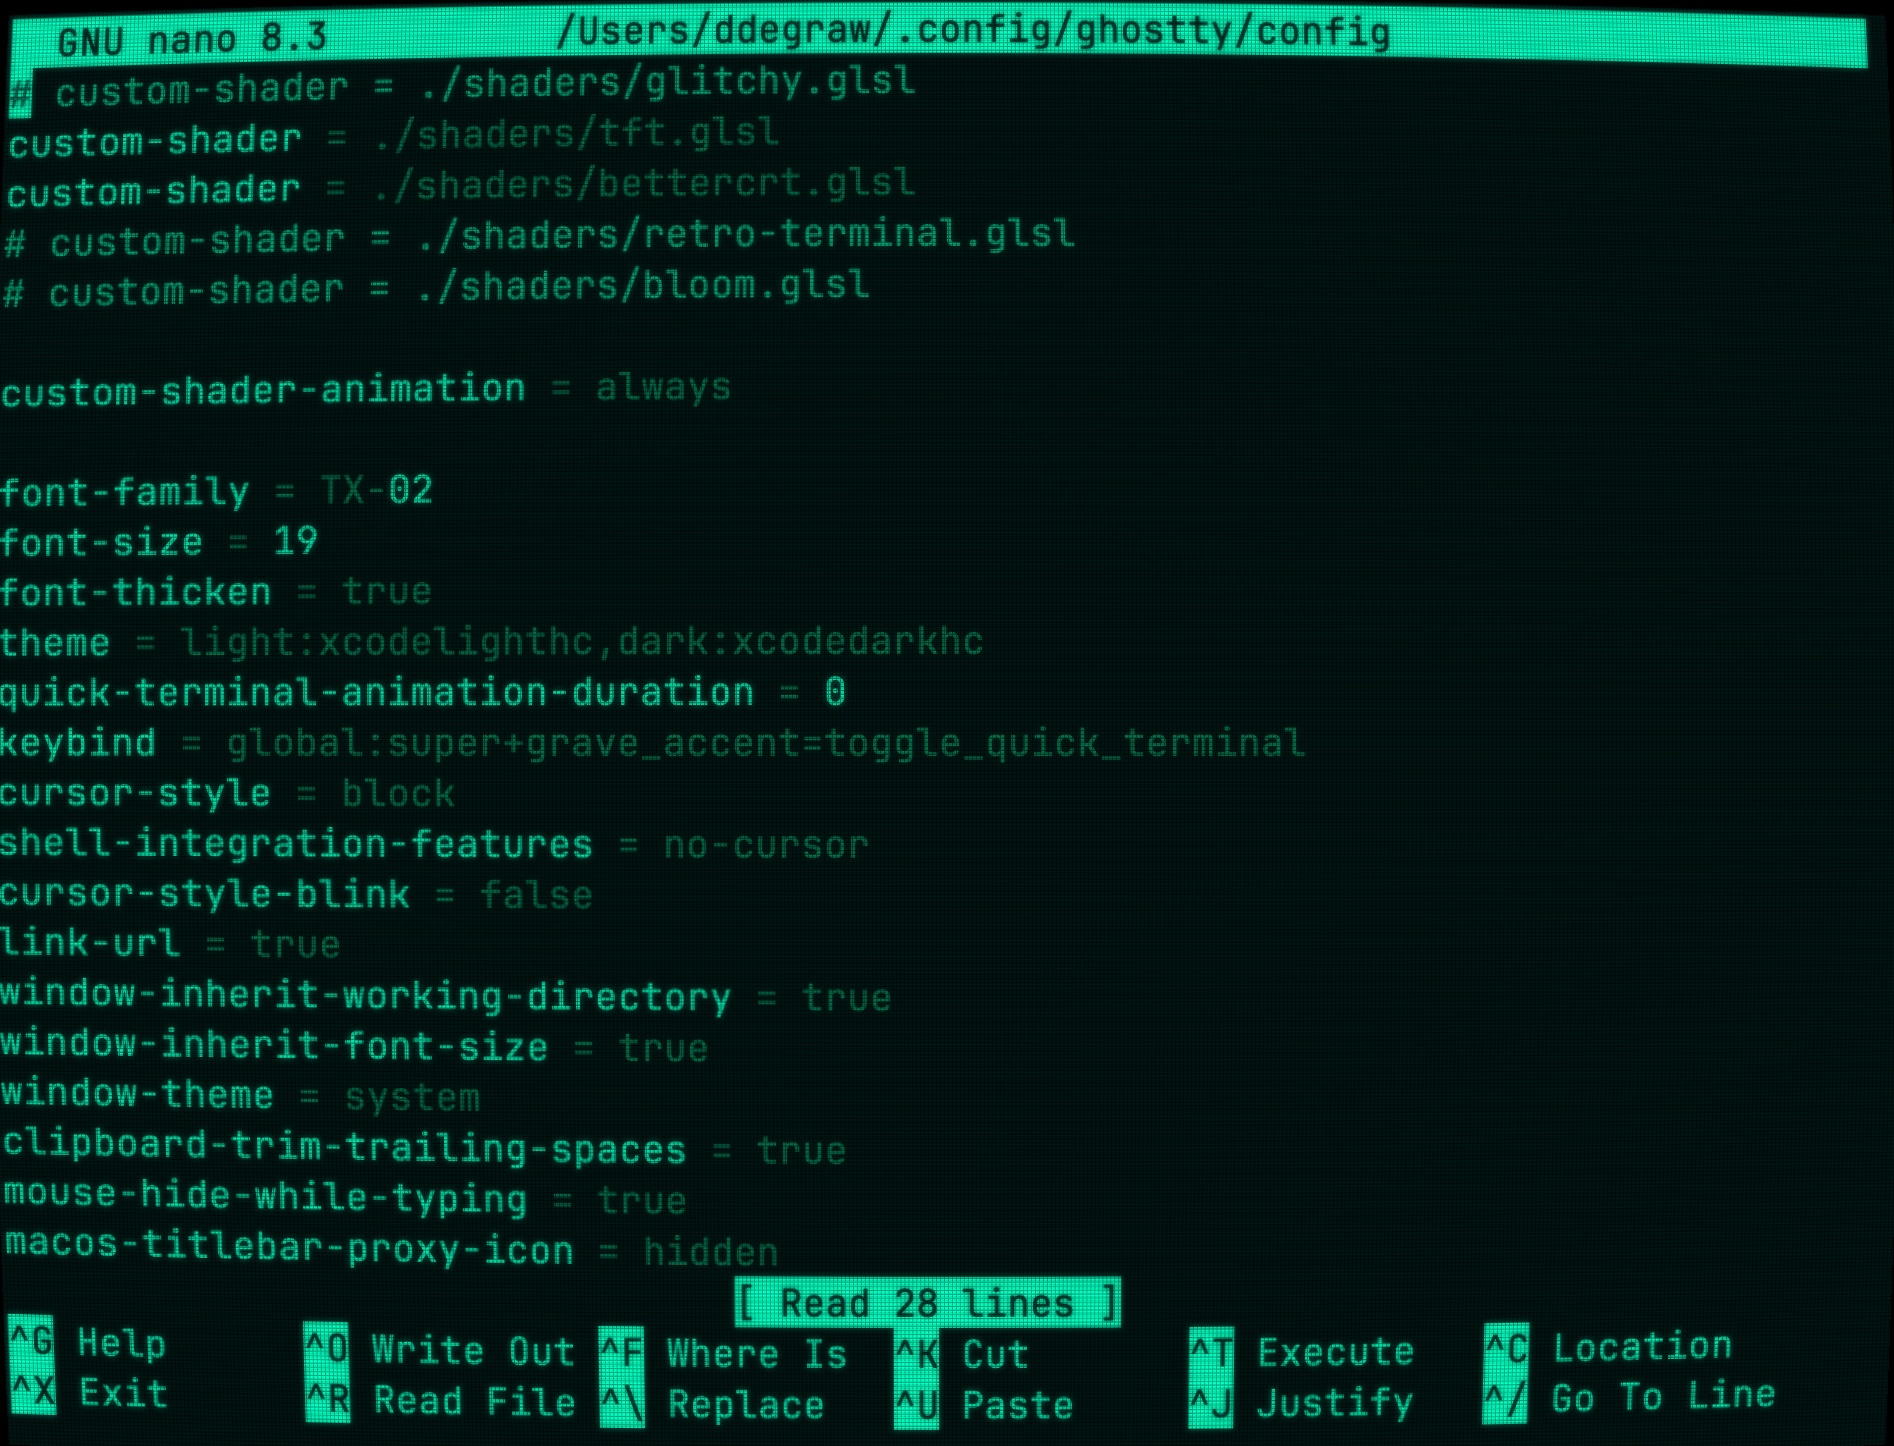 GNU nano 8.3 /Users/ddegraw/.config/ghostty/config
# custom-shader = ./shaders/glitchy.glsl
custom-shader = ./shaders/tft.glsl
custom-shader = ./shaders/bettercrt.glsl
# custom-shader = ./shaders/retro-terminal.glsl
# custom-shader = ./shaders/bloom.glsl
custom-shader-animation = always
font-family = TX-02
font-size = 19
font-thicken = true
theme = light:xcodelighthc,dark:xcodedarkhc
quick-terminal-animation-duration = 0
keybind = global:super+grave_accent=toggle_quick_terminal
cursor-style = block
shell-integration-features = no-cursor
cursor-style-blink = false
link-url = true
window-inherit-working-directory = true
window-inherit-font-size = true
window-theme = system
clipboard-trim-trailing-spaces = true
mouse-hide-while-typing = true
macos-titlebar-proxy-icon = hidden
[ Read 28 lines ]
^G Help ^O Write Out ^F Where Is ^K Cut ^T Execute ^C Location
^X Exit ^R Read File ^\ Replace ^U Paste ^J Justify ^/ Go To Line